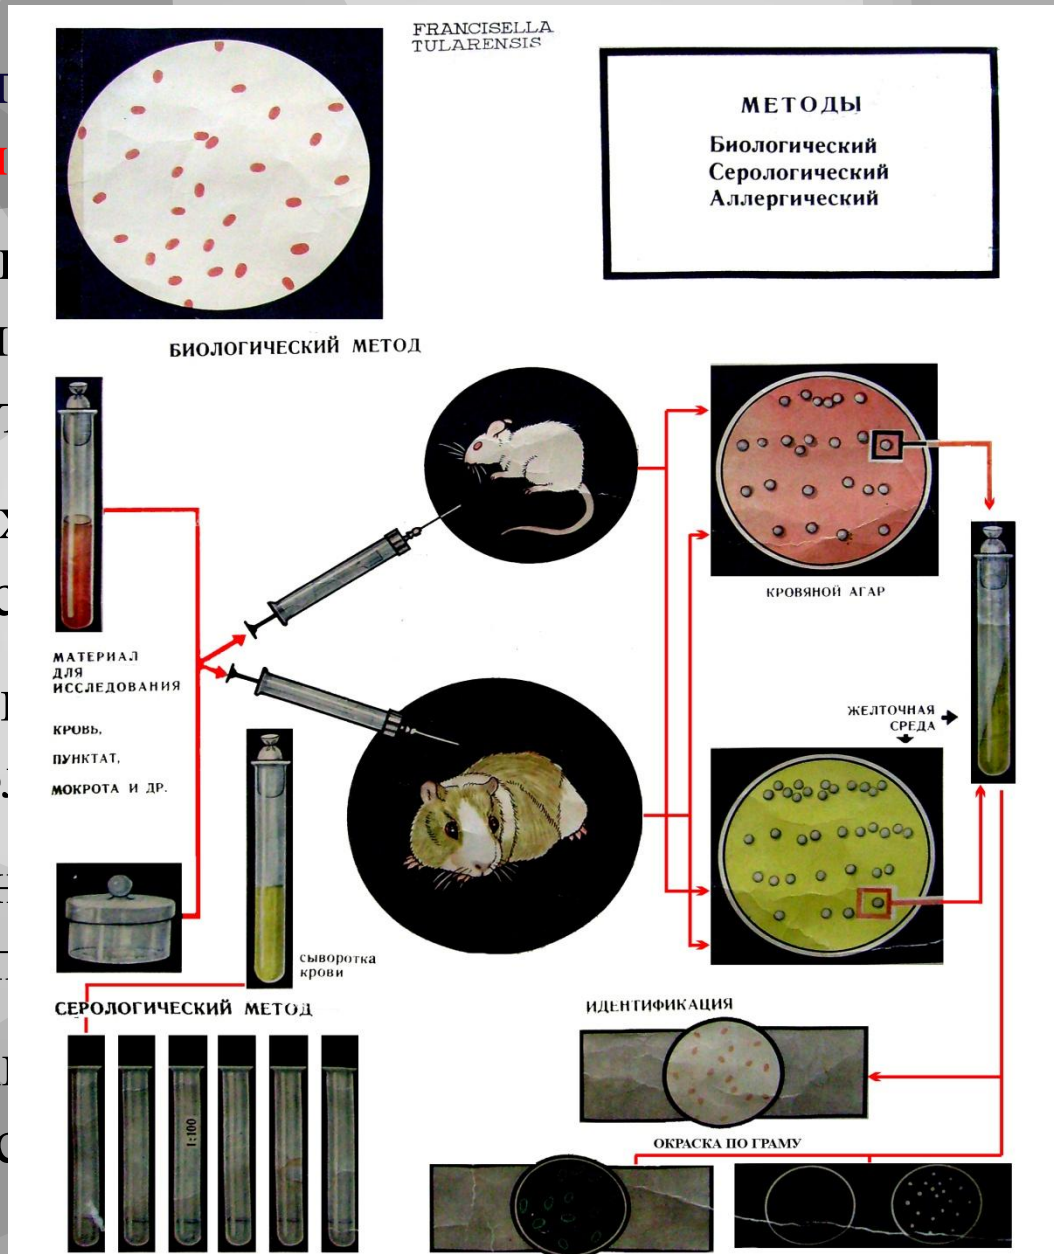 FRANCISELLA
TULARENSIS
МЕТОДЫ
Биологический
Серологический
Аллергический
БИОЛОГИЧЕСКИЙ МЕТОД
МАТЕРИАЛ
ДЛЯ
ИССЛЕДОВАНИЯ
КРОВЬ,
ПУНКТАТ,
МОКРОТА И ДР.
КРОВЯНОЙ АГАР
ЖЕЛТОЧНАЯ
СРЕДА
сыворотка
крови
СЕРОЛОГИЧЕСКИЙ МЕТОД
1:100
ИДЕНТИФИКАЦИЯ
ОКРАСКА ПО ГРАМУ